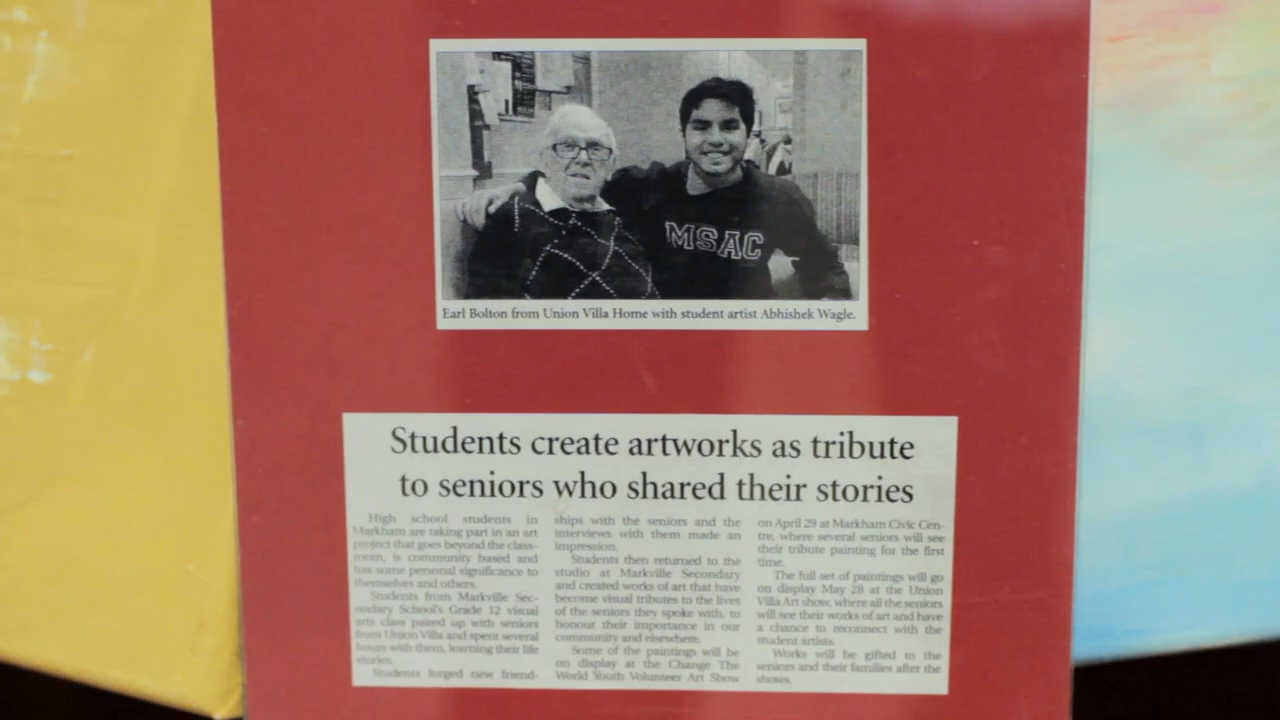 MSAC
Earl Bolton from Union Villa Home with student artist Abhishek Wagle.
Students create artworks as tribute
to seniors who shared their stories
High school students in
Markham are taking part in an art
project that goes beyond the class-
room, is community based and
has some personal significance to
themselves and others.
Students from Markville Sec-
ondary School's Grade 12 visual
arts class paired up with seniors
from Union Villa and spent several
hours with them, learning their life
stories.
Students forged new friend-
ships with the seniors and the
interviews with them made an
impression.
Students then returned to the
studio at Markville Secondary
and created works of art that have
become visual tributes to the lives
of the seniors they spoke with, to
honour their importance in our
community and elsewhere.
Some of the paintings will be
on display at the Change The
World Youth Volunteer Art Show
on April 29 at Markham Civic Cen-
tre, where several seniors will see
their tribute painting for the first
time.
The full set of paintings will go
on display May 28 at the Union
Villa Art show, where all the seniors
will see their works of art and have
a chance to reconnect with the
student artists.
Works will be gifted to the
seniors and their families after the
shows.